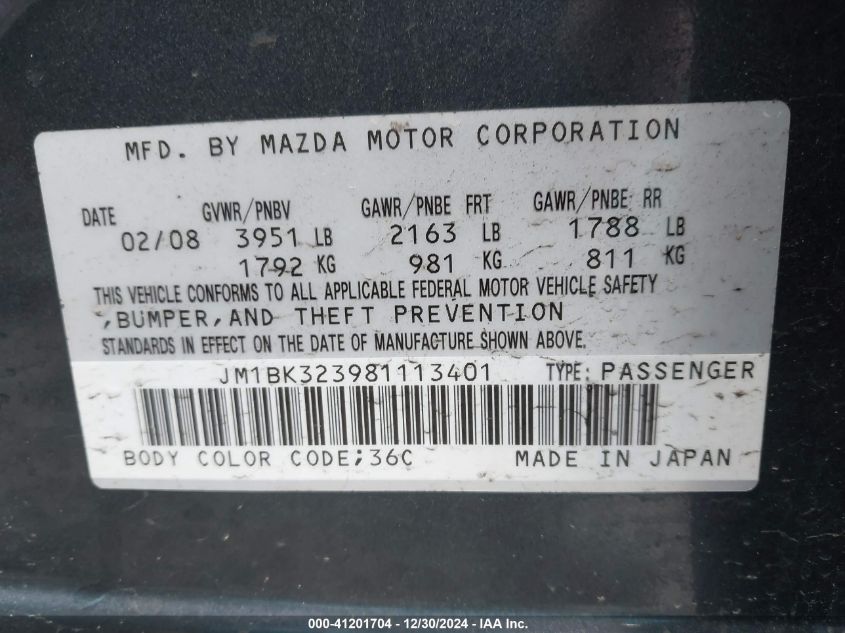 MFD. BY MAZDA MOTOR CORPORATION
DATE GVWR/PNBV GAWR/PNBE FRT GAWR/PNBE RR
02/08 3951 LB 2163 LB 1788 LB
1792 KG 981 KG 811 KG
THIS VEHICLE CONFORMS TO ALL APPLICABLE FEDERAL MOTOR VEHICLE SAFETY
,BUMPER,AND THEFT PREVENTION
STANDARDS IN EFFECT ON THE DATE OF MANUFACTURE SHOWN ABOVE.
JM1BK323981113401 TYPE: PASSENGER
BODY COLOR CODE;36C MADE IN JAPAN
000-41201704 - 12/30/2024 - IAA Inc.